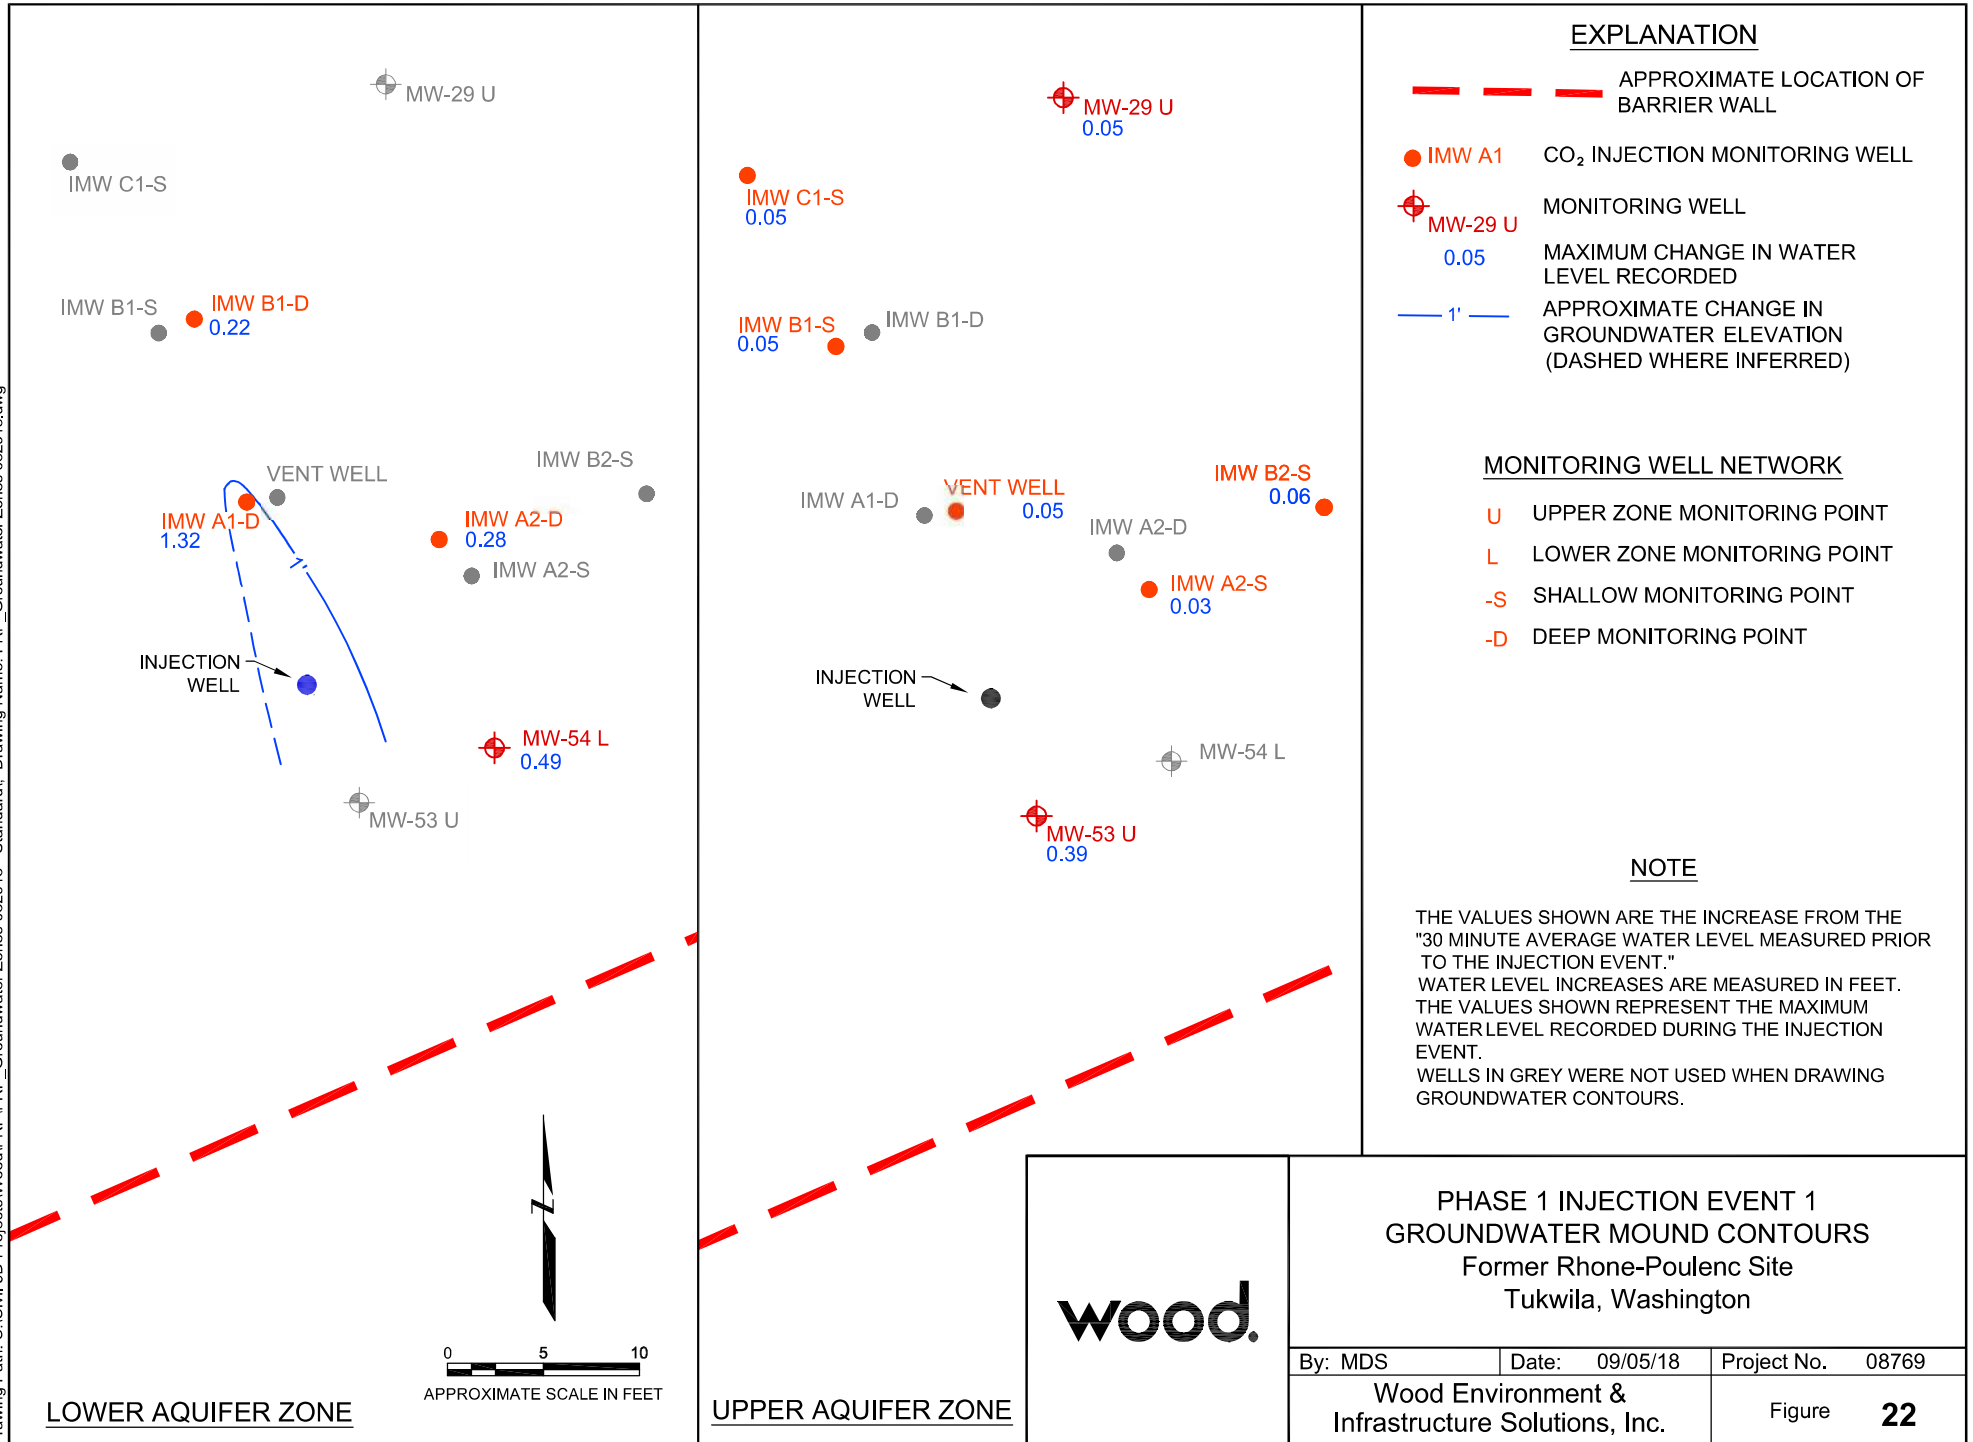 MW-29 U
IMW C1-S
IMW B1-S
IMW B1-D
0.22
VENT WELL
IMW B2-S
IMW A1-D
1.32
IMW A2-D
0.28
IMW A2-S
1'
INJECTION
WELL
MW-54 L
0.49
MW-53 U
N
0 5 10
APPROXIMATE SCALE IN FEET
LOWER AQUIFER ZONE
MW-29 U
0.05
IMW C1-S
0.05
IMW B1-S
0.05
IMW B1-D
IMW B2-S
0.06
IMW A1-D
VENT WELL
0.05
IMW A2-D
IMW A2-S
0.03
INJECTION
WELL
MW-54 L
MW-53 U
0.39
UPPER AQUIFER ZONE
EXPLANATION
APPROXIMATE LOCATION OF
BARRIER WALL
IMW A1 CO₂ INJECTION MONITORING WELL
MW-29 U MONITORING WELL
0.05 MAXIMUM CHANGE IN WATER
LEVEL RECORDED
1' APPROXIMATE CHANGE IN
GROUNDWATER ELEVATION
(DASHED WHERE INFERRED)
MONITORING WELL NETWORK
U UPPER ZONE MONITORING POINT
L LOWER ZONE MONITORING POINT
-S SHALLOW MONITORING POINT
-D DEEP MONITORING POINT
NOTE
THE VALUES SHOWN ARE THE INCREASE FROM THE
"30 MINUTE AVERAGE WATER LEVEL MEASURED PRIOR
TO THE INJECTION EVENT."
WATER LEVEL INCREASES ARE MEASURED IN FEET.
THE VALUES SHOWN REPRESENT THE MAXIMUM
WATER LEVEL RECORDED DURING THE INJECTION
EVENT.
WELLS IN GREY WERE NOT USED WHEN DRAWING
GROUNDWATER CONTOURS.
wood.
PHASE 1 INJECTION EVENT 1
GROUNDWATER MOUND CONTOURS
Former Rhone-Poulenc Site
Tukwila, Washington
By: MDS Date: 09/05/18 Project No. 08769
Wood Environment &
Infrastructure Solutions, Inc.
Figure 22